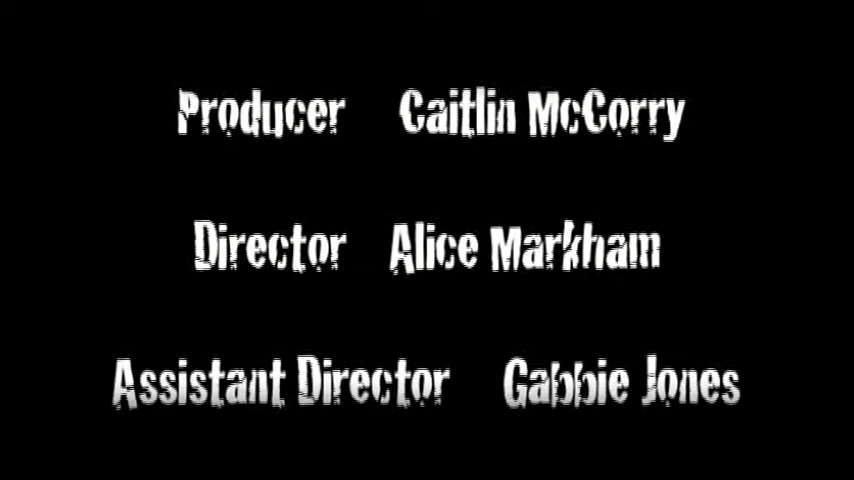 Producer Caitlin McCorry
Director Alice Markham
Assistant Director Gabbie Jones